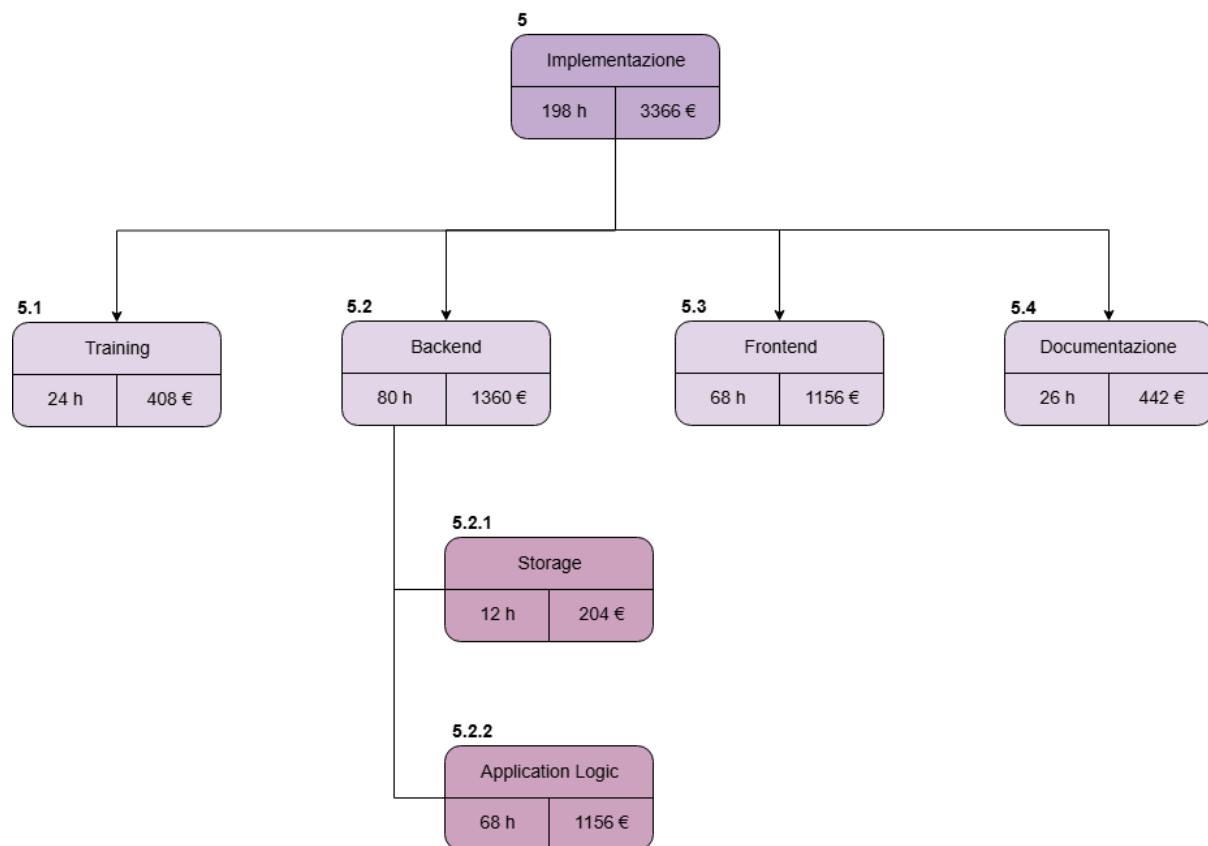 5
Implementazione
198 h 3366 €
5.1 5.2 5.3 5.4
Training Backend Frontend Documentazione
24 h 408 € 80 h 1360 € 68 h 1156 € 26 h 442 €
5.2.1
Storage
12 h 204 €
5.2.2
Application Logic
68 h 1156 €